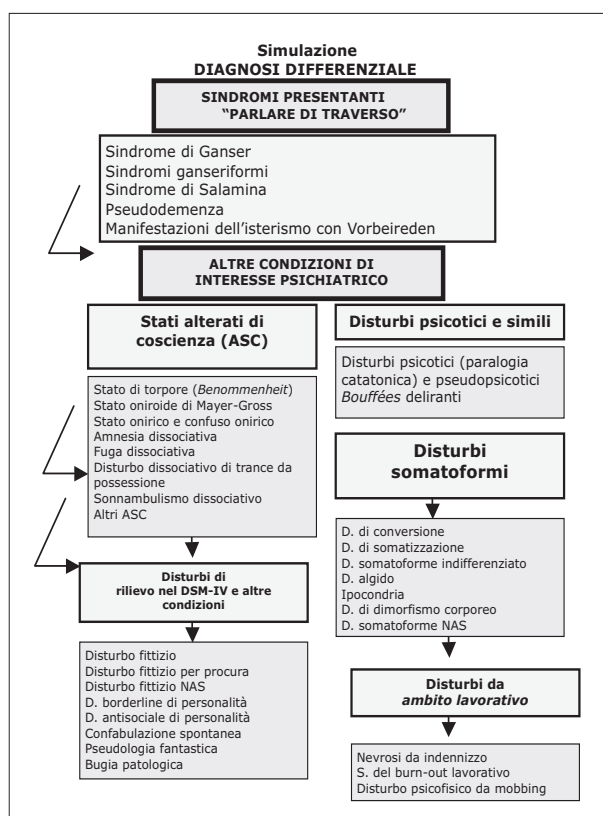 Simulazione
DIAGNOSI DIFFERENZIALE
SINDROMI PRESENTANTI
“PARLARE DI TRAVERSO”
Sindrome di Ganser
Sindromi ganseriformi
Sindrome di Salamina
Pseudodemenza
Manifestazioni dell’isterismo con Vorbeireden
ALTRE CONDIZIONI DI
INTERESSE PSICHIATRICO
Stati alterati di
coscienza (ASC)
Stato di torpore (Benommenheit)
Stato oniroide di Mayer-Gross
Stato onirico e confuso onirico
Amnesia dissociativa
Fuga dissociativa
Disturbo dissociativo di trance da
possessione
Sonnambulismo dissociativo
Altri ASC
Disturbi di
rilievo nel DSM-IV e altre
condizioni
Disturbo fittizio
Disturbo fittizio per procura
Disturbo fittizio NAS
D. borderline di personalità
D. antisociale di personalità
Confabulazione spontanea
Pseudologia fantastica
Bugia patologica
Disturbi psicotici e simili
Disturbi psicotici (paralogia
catatonica) e pseudopsicotici
Bouffées deliranti
Disturbi
somatoformi
D. di conversione
D. di somatizzazione
D. somatoforme indifferenziato
D. algido
Ipocondria
D. di dimorfismo corporeo
D. somatoforme NAS
Disturbi da
ambito lavorativo
Nevrosi da indennizzo
S. del burn-out lavorativo
Disturbo psicofisico da mobbing